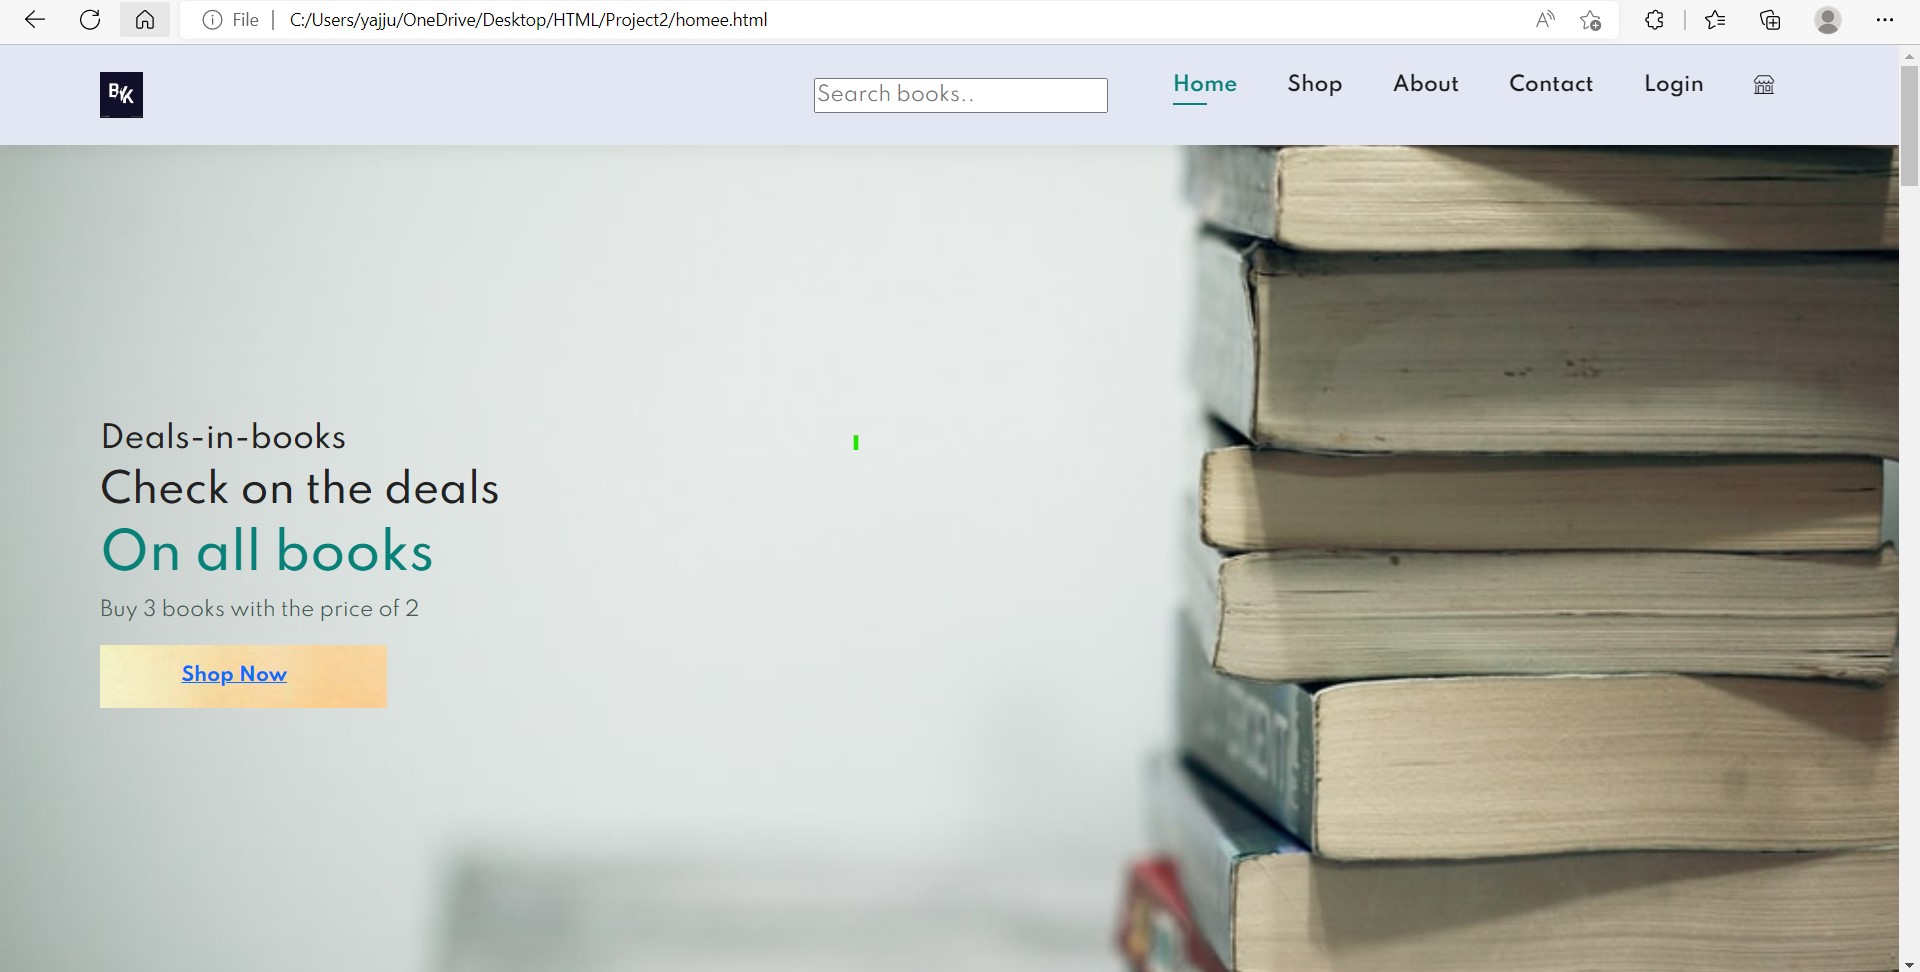 File
C:/Users/yajju/OneDrive/Desktop/HTML/Project2/homee.html
BYK
Search books..
Home
Shop
About
Contact
Login
Deals-in-books
Check on the deals
On all books
Buy 3 books with the price of 2
Shop Now